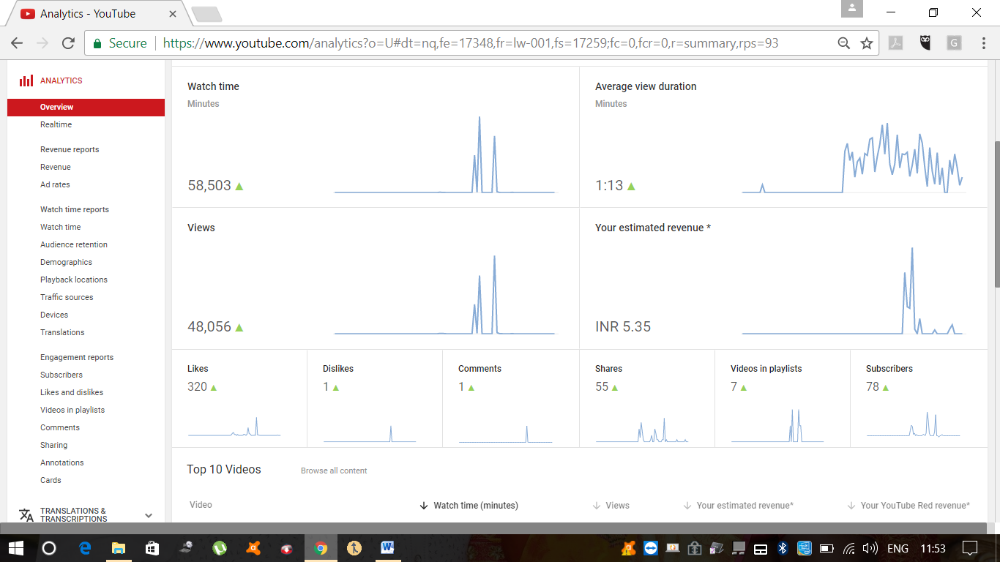 Analytics - YouTube
Secure
https://www.youtube.com/analytics?o=U#dt=nq,fe=17348,fr=lw-001,fs=17259;fc=0,fcr=0,r=summary,rps=93
ANALYTICS
Overview
Realtime
Revenue reports
Revenue
Ad rates
Watch time reports
Watch time
Audience retention
Demographics
Playback locations
Traffic sources
Devices
Translations
Engagement reports
Subscribers
Likes and dislikes
Videos in playlists
Comments
Sharing
Annotations
Cards
TRANSLATIONS &
TRANSCRIPTIONS
Watch time
Minutes
58,503
Average view duration
Minutes
1:13
Views
48,056
Your estimated revenue *
INR 5.35
Likes
320
Dislikes
1
Comments
1
Shares
55
Videos in playlists
7
Subscribers
78
Top 10 Videos Browse all content
Video Watch time (minutes) Views Your estimated revenue* Your YouTube Red revenue*
ENG 11:53